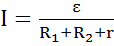 I = ε / (R₁+R₂+r)